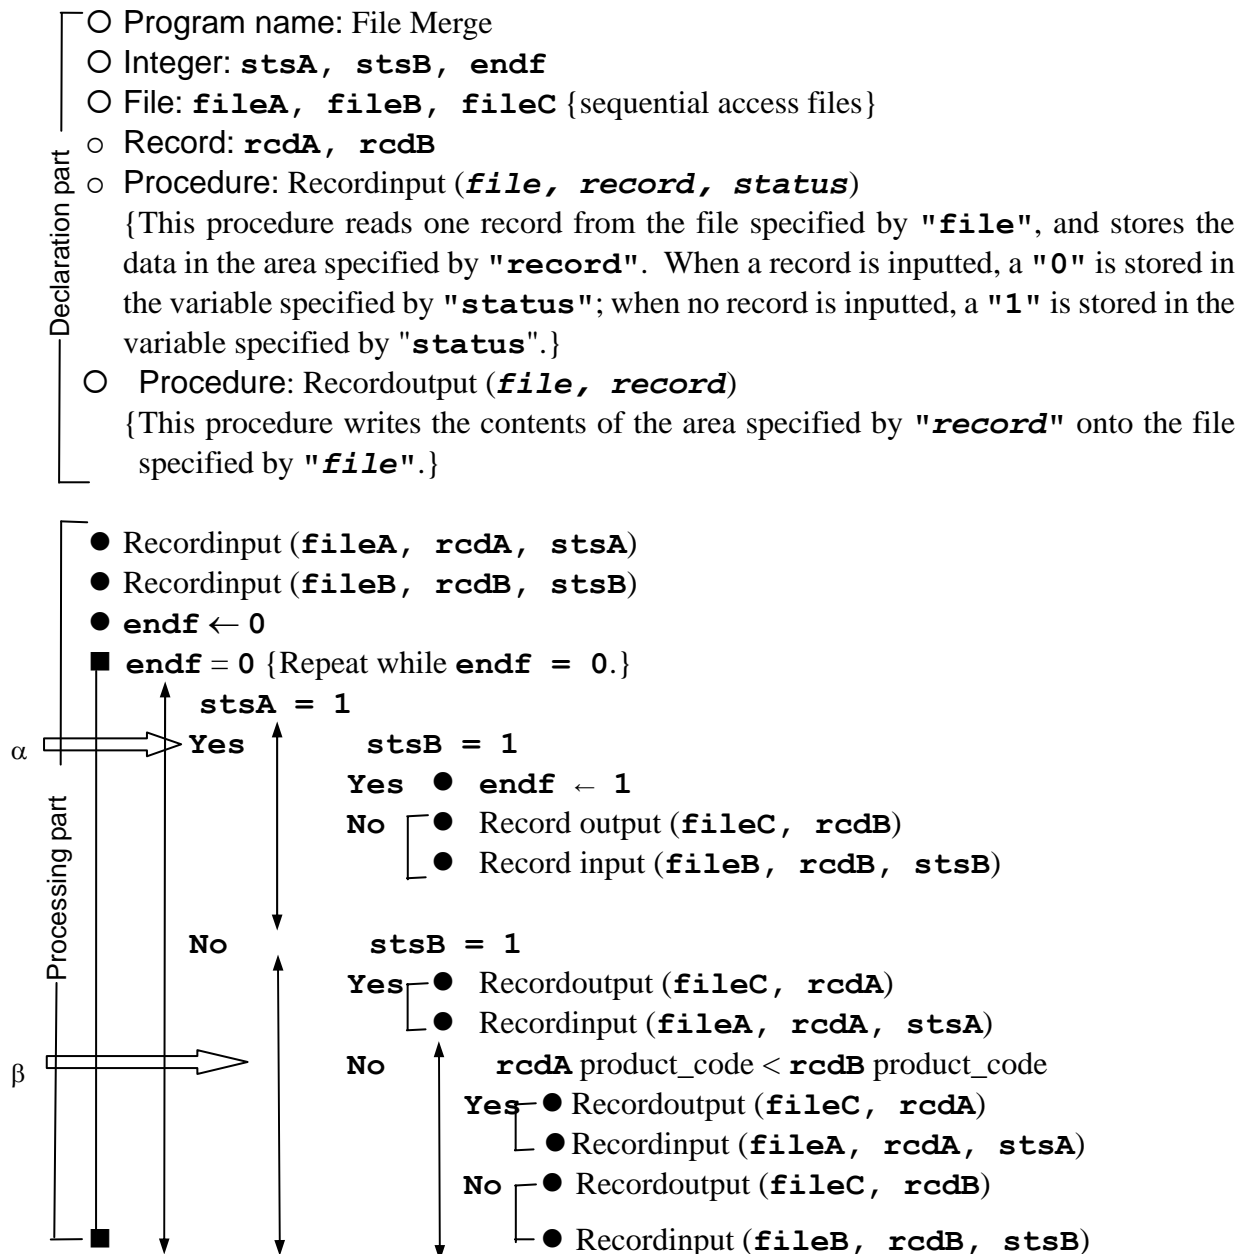 ○ Program name: File Merge
○ Integer: stsA, stsB, endf
○ File: fileA, fileB, fileC {sequential access files}
○ Record: rcdA, rcdB
○ Procedure: Recordinput (file, record, status)
{This procedure reads one record from the file specified by "file", and stores the
data in the area specified by "record". When a record is inputted, a "0" is stored in
the variable specified by "status"; when no record is inputted, a "1" is stored in the
variable specified by "status".}
○ Procedure: Recordoutput (file, record)
{This procedure writes the contents of the area specified by "record" onto the file
specified by "file".}
Declaration part
● Recordinput (fileA, rcdA, stsA)
● Recordinput (fileB, rcdB, stsB)
● endf ← 0
■ endf = 0 {Repeat while endf = 0.}
stsA = 1
α Yes stsB = 1
Yes ● endf ← 1
No ● Record output (fileC, rcdB)
● Record input (fileB, rcdB, stsB)
No stsB = 1
Yes ● Recordoutput (fileC, rcdA)
● Recordinput (fileA, rcdA, stsA)
β No rcdA product_code < rcdB product_code
Yes ● Recordoutput (fileC, rcdA)
● Recordinput (fileA, rcdA, stsA)
No ● Recordoutput (fileC, rcdB)
■ ● Recordinput (fileB, rcdB, stsB)
Processing part